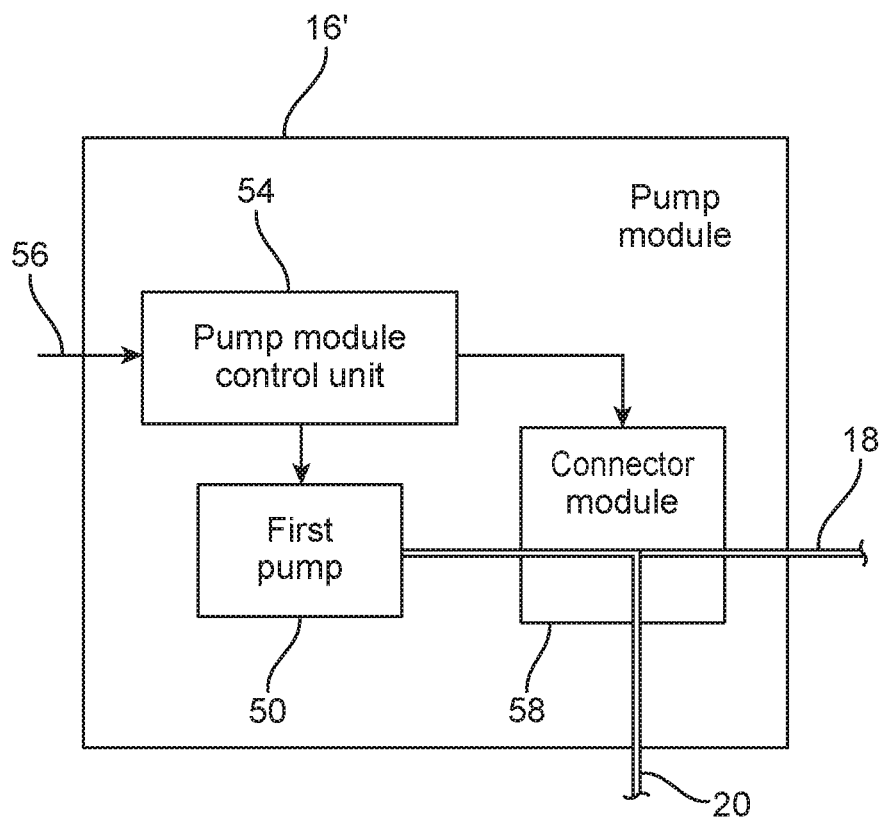 16'
54
Pump
module
56
Pump module
control unit
18
Connector
module
First
pump
50
58
20